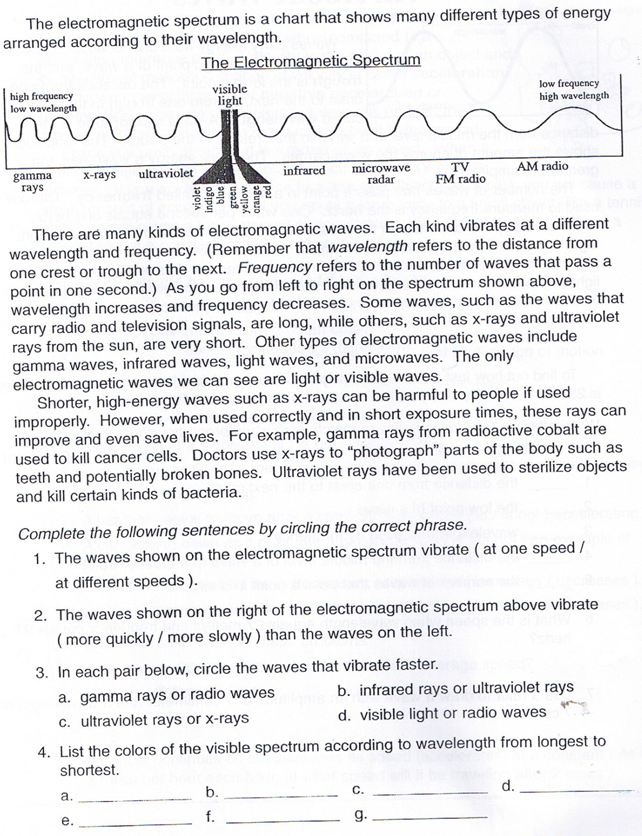 The electromagnetic spectrum is a chart that shows many different types of energy
arranged according to their wavelength.
The Electromagnetic Spectrum
high frequency
low wavelength
visible
light
low frequency
high wavelength
gamma
rays
x-rays
ultraviolet
violet
indigo
blue
green
yellow
orange
red
infrared
microwave
radar
TV
FM radio
AM radio
There are many kinds of electromagnetic waves. Each kind vibrates at a different
wavelength and frequency. (Remember that wavelength refers to the distance from
one crest or trough to the next. Frequency refers to the number of waves that pass a
point in one second.) As you go from left to right on the spectrum shown above,
wavelength increases and frequency decreases. Some waves, such as the waves that
carry radio and television signals, are long, while others, such as x-rays and ultraviolet
rays from the sun, are very short. Other types of electromagnetic waves include
gamma waves, infrared waves, light waves, and microwaves. The only
electromagnetic waves we can see are light or visible waves.
Shorter, high-energy waves such as x-rays can be harmful to people if used
improperly. However, when used correctly and in short exposure times, these rays can
improve and even save lives. For example, gamma rays from radioactive cobalt are
used to kill cancer cells. Doctors use x-rays to “photograph” parts of the body such as
teeth and potentially broken bones. Ultraviolet rays have been used to sterilize objects
and kill certain kinds of bacteria.
Complete the following sentences by circling the correct phrase.
1. The waves shown on the electromagnetic spectrum vibrate ( at one speed /
at different speeds ).
2. The waves shown on the right of the electromagnetic spectrum above vibrate
( more quickly / more slowly ) than the waves on the left.
3. In each pair below, circle the waves that vibrate faster.
a. gamma rays or radio waves b. infrared rays or ultraviolet rays
c. ultraviolet rays or x-rays d. visible light or radio waves
4. List the colors of the visible spectrum according to wavelength from longest to
shortest.
a. b. c. d.
e. f. g.